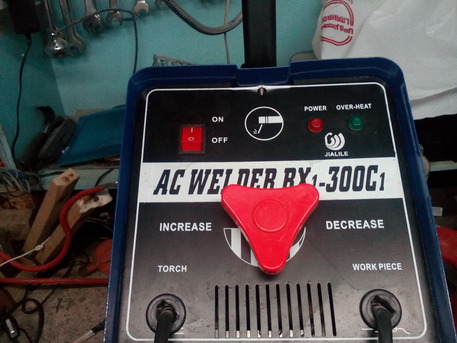 ON
OFF
POWER OVER-HEAT
JIALILE
AC WELDER BX1-300C1
INCREASE DECREASE
TORCH WORK PIECE